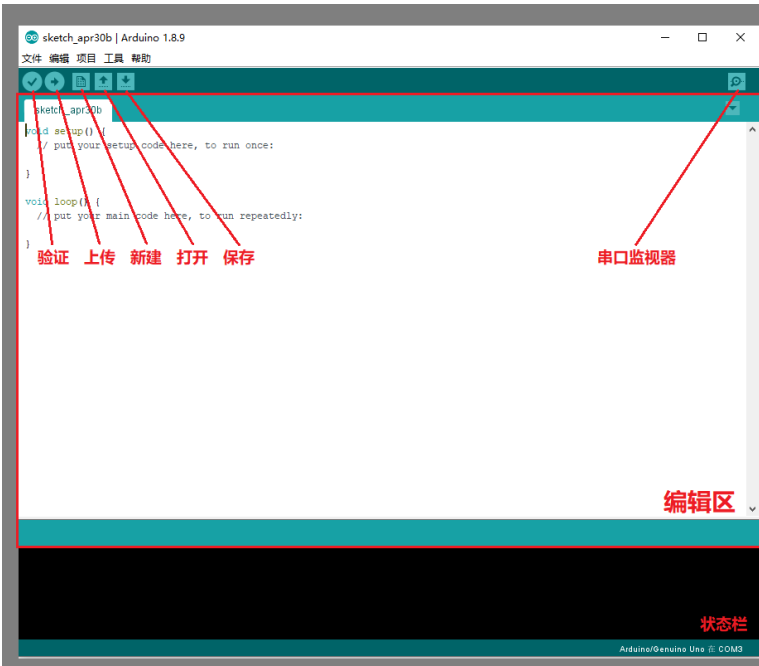 sketch_apr30b | Arduino 1.8.9
文件 编辑 项目 工具 帮助
sketch_apr30b
void setup() {
// put your setup code here, to run once:
}
void loop() {
// put your main code here, to run repeatedly:
}
验证 上传 新建 打开 保存 串口监视器
编辑区
状态栏
Arduino/Genuino Uno 在 COM3